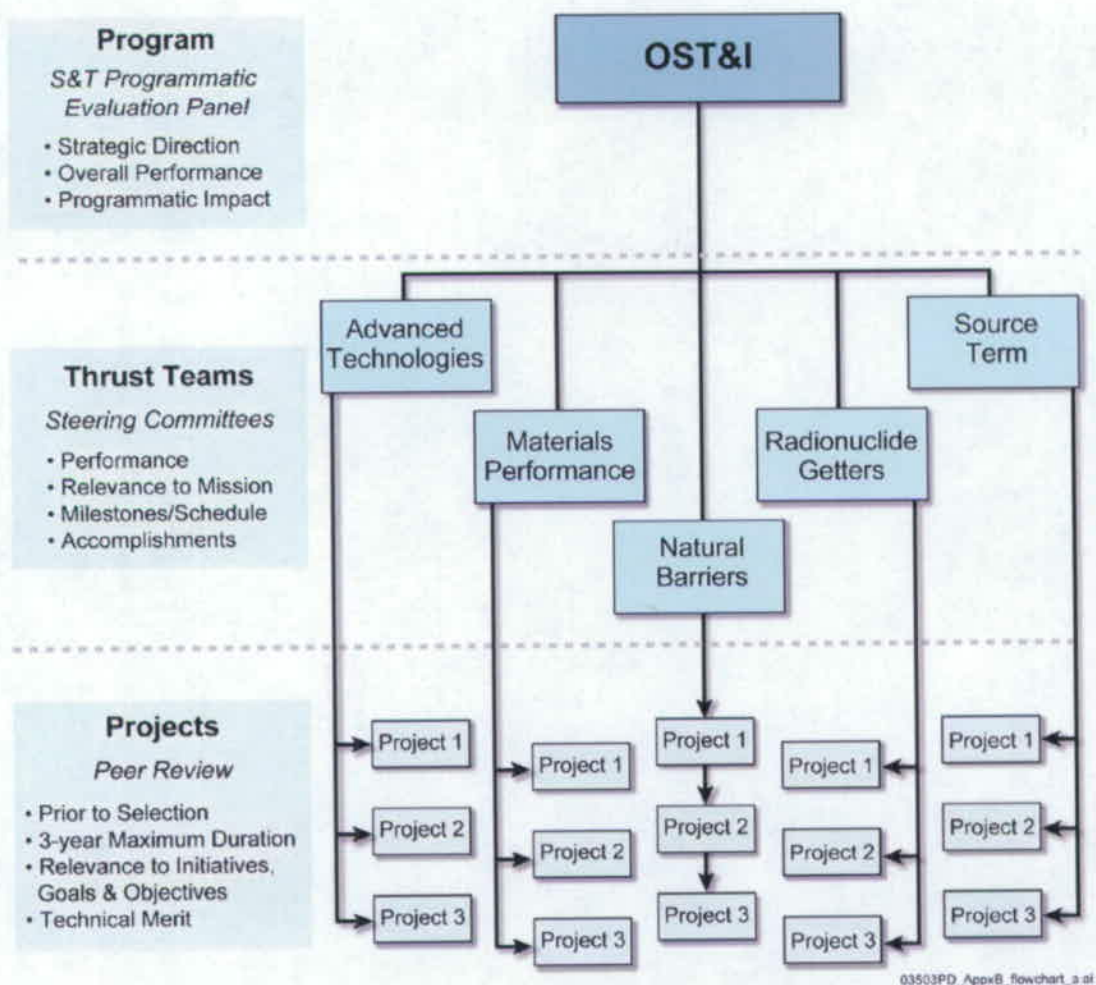 Program
S&T Programmatic
Evaluation Panel
• Strategic Direction
• Overall Performance
• Programmatic Impact
OST&I
Thrust Teams
Steering Committees
• Performance
• Relevance to Mission
• Milestones/Schedule
• Accomplishments
Advanced
Technologies
Materials
Performance
Natural
Barriers
Radionuclide
Getters
Source
Term
Projects
Peer Review
• Prior to Selection
• 3-year Maximum Duration
• Relevance to Initiatives,
Goals & Objectives
• Technical Merit
Project 1
Project 2
Project 3
Project 1
Project 2
Project 3
Project 1
Project 2
Project 3
Project 1
Project 2
Project 3
Project 1
Project 2
Project 3
03503PD_AppxB_flowchart_a.ai